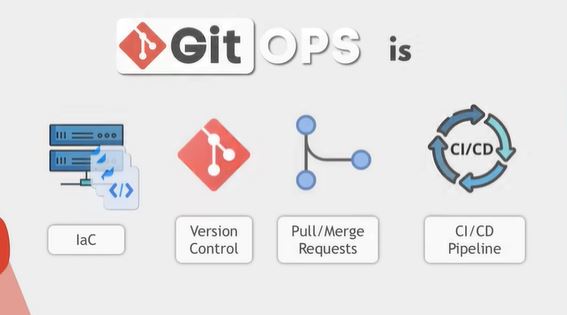 Git OPS is
CI/CD
</>
IaC
Version
Control
Pull/Merge
Requests
CI/CD
Pipeline